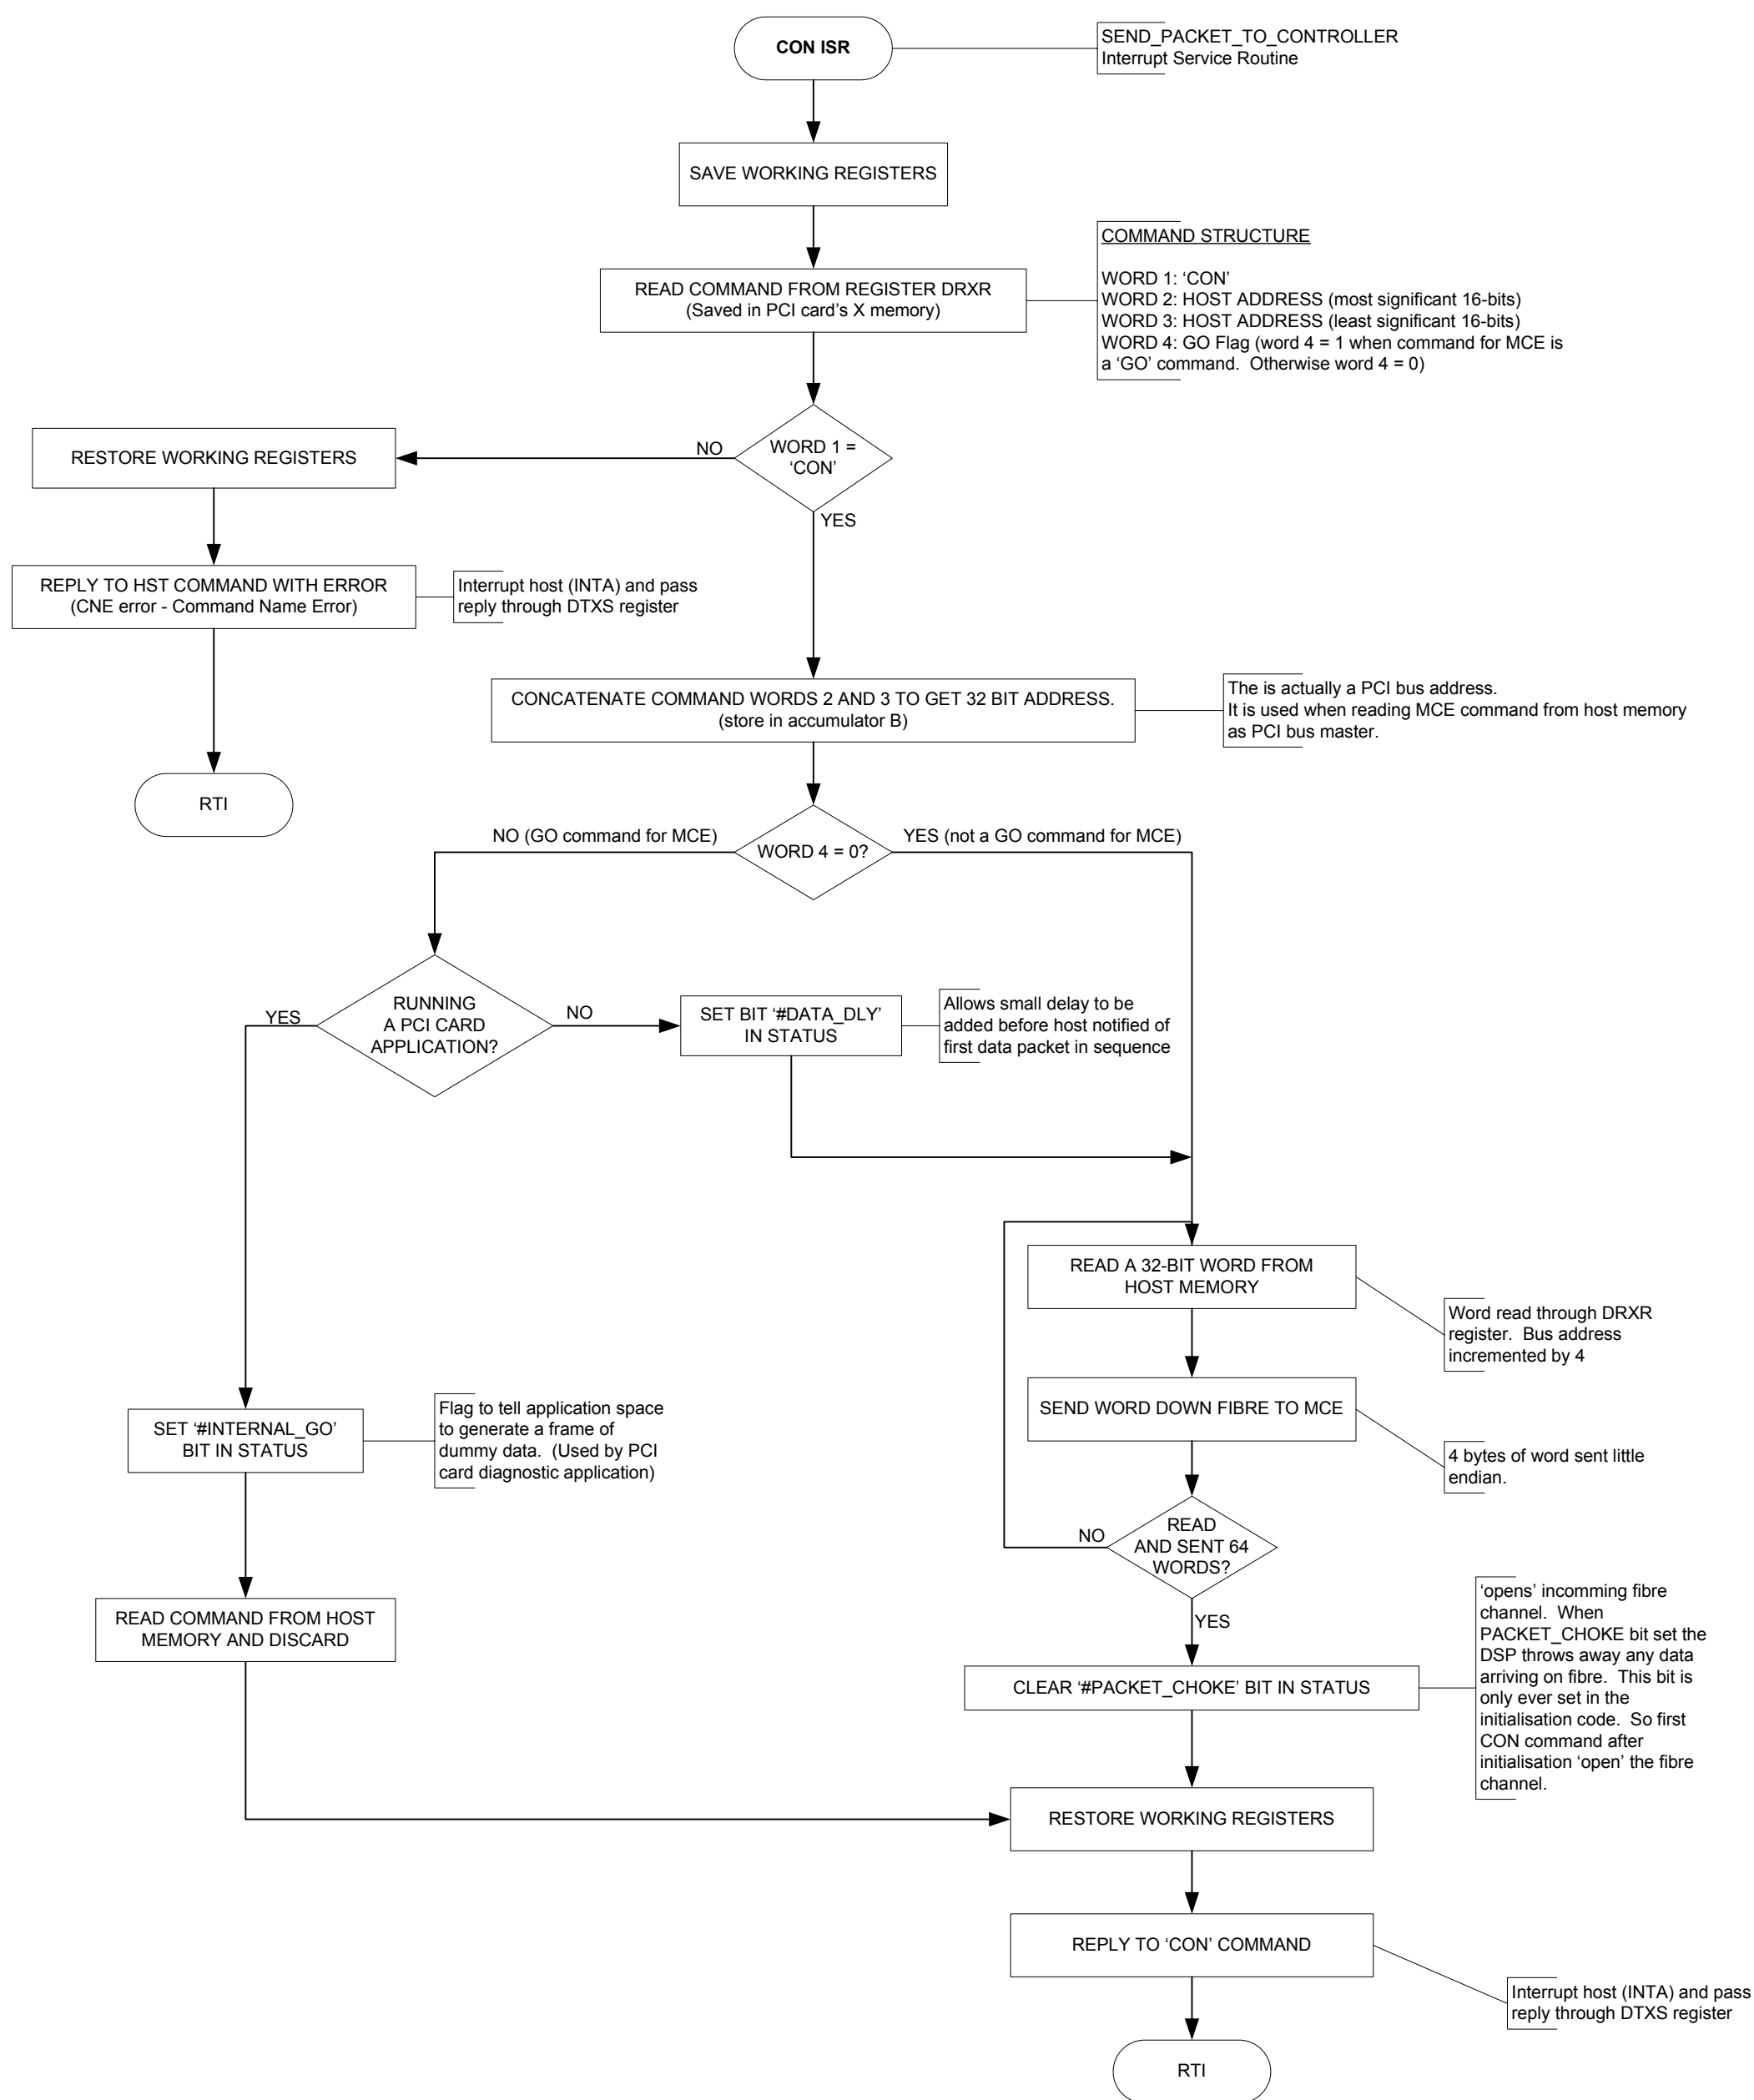 CON ISR
SEND_PACKET_TO_CONTROLLER
Interrupt Service Routine
SAVE WORKING REGISTERS
COMMAND STRUCTURE
WORD 1: ‘CON’
WORD 2: HOST ADDRESS (most significant 16-bits)
WORD 3: HOST ADDRESS (least significant 16-bits)
WORD 4: GO Flag (word 4 = 1 when command for MCE is
a ‘GO’ command.  Otherwise word 4 = 0)
READ COMMAND FROM REGISTER DRXR
(Saved in PCI card’s X memory)
WORD 1 =
‘CON’
NO
YES
RESTORE WORKING REGISTERS
REPLY TO HST COMMAND WITH ERROR
(CNE error - Command Name Error)
Interrupt host (INTA) and pass
reply through DTXS register
RTI
CONCATENATE COMMAND WORDS 2 AND 3 TO GET 32 BIT ADDRESS.
(store in accumulator B)
The is actually a PCI bus address.
It is used when reading MCE command from host memory
as PCI bus master.
NO (GO command for MCE)
WORD 4 = 0?
YES (not a GO command for MCE)
RUNNING
A PCI CARD
APPLICATION?
YES
NO
SET BIT ‘#DATA_DLY’
IN STATUS
Allows small delay to be
added before host notified of
first data packet in sequence
READ A 32-BIT WORD FROM
HOST MEMORY
Word read through DRXR
register.  Bus address
incremented by 4
SEND WORD DOWN FIBRE TO MCE
4 bytes of word sent little
endian.
SET ‘#INTERNAL_GO’
BIT IN STATUS
Flag to tell application space
to generate a frame of
dummy data.  (Used by PCI
card diagnostic application)
READ
AND SENT 64
WORDS?
NO
YES
READ COMMAND FROM HOST
MEMORY AND DISCARD
CLEAR ‘#PACKET_CHOKE’ BIT IN STATUS
‘opens’ incomming fibre
channel.  When
PACKET_CHOKE bit set the
DSP throws away any data
arriving on fibre.  This bit is
only ever set in the
initialisation code.  So first
CON command after
initialisation ‘open’ the fibre
channel.
RESTORE WORKING REGISTERS
REPLY TO ‘CON’ COMMAND
Interrupt host (INTA) and pass
reply through DTXS register
RTI